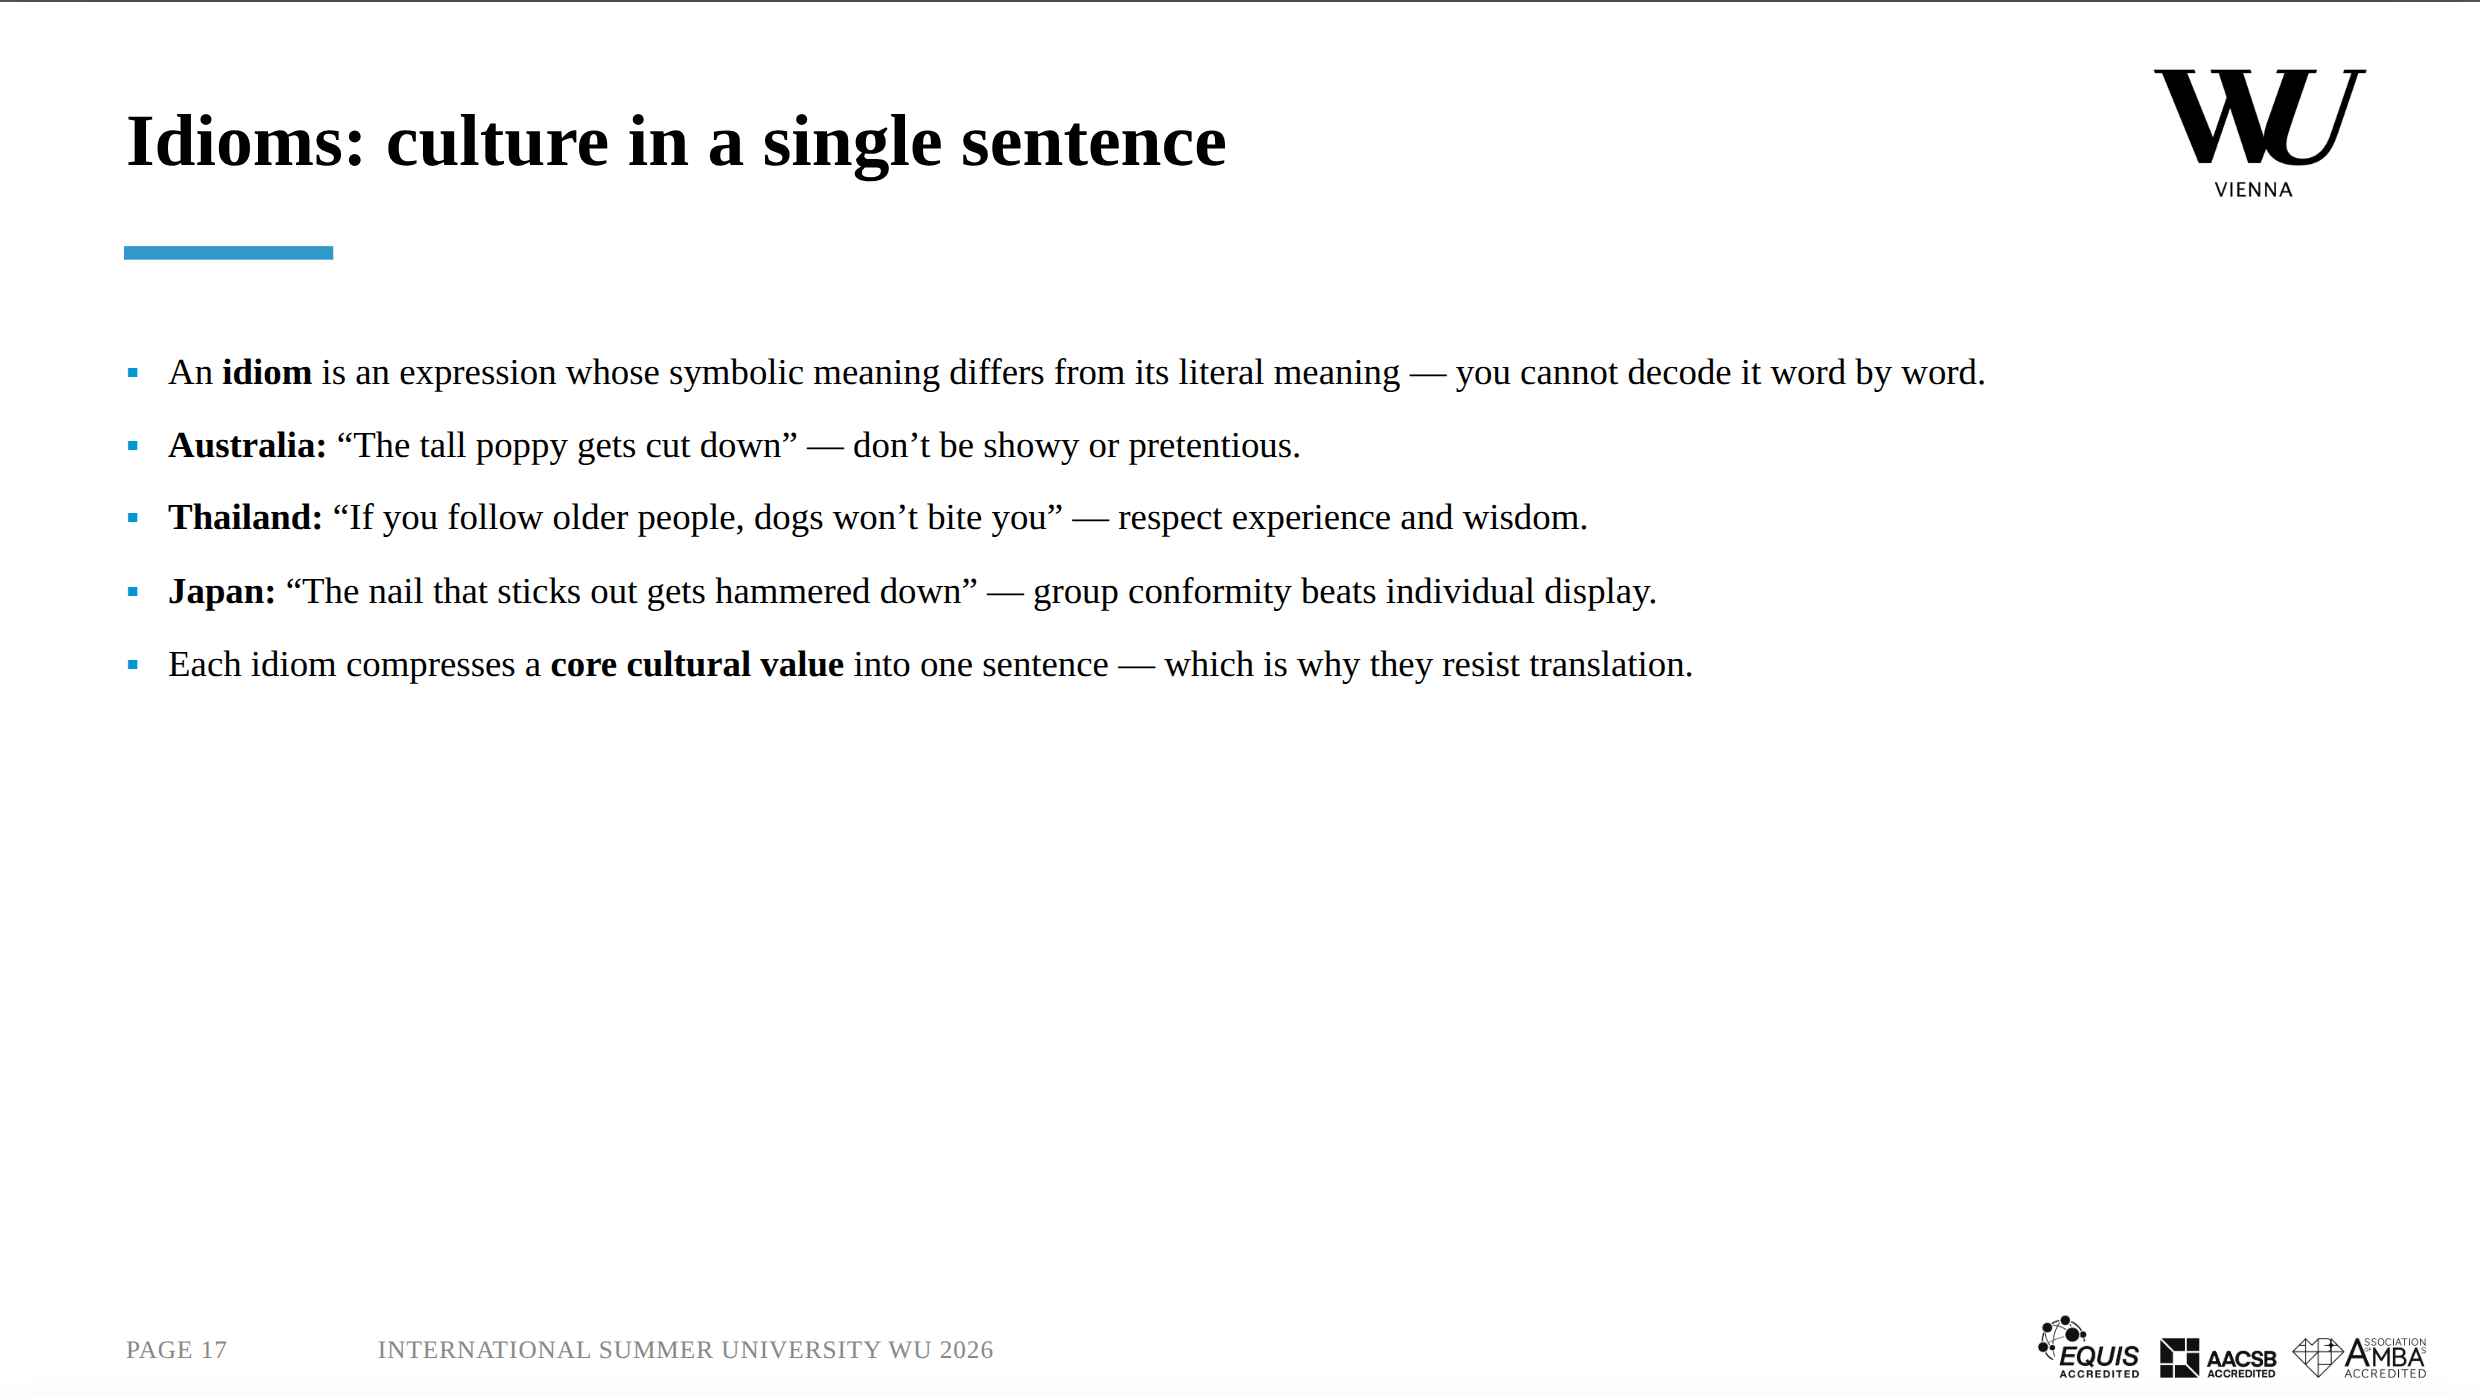 Idioms: culture in a single sentence
WU
VIENNA
▪ An idiom is an expression whose symbolic meaning differs from its literal meaning — you cannot decode it word by word.
▪ Australia: “The tall poppy gets cut down” — don’t be showy or pretentious.
▪ Thailand: “If you follow older people, dogs won’t bite you” — respect experience and wisdom.
▪ Japan: “The nail that sticks out gets hammered down” — group conformity beats individual display.
▪ Each idiom compresses a core cultural value into one sentence — which is why they resist translation.
PAGE 17
INTERNATIONAL SUMMER UNIVERSITY WU 2026
EQUIS
ACCREDITED
AACSB
ACCREDITED
ASSOCIATION
OF
AMBAS
ACCREDITED